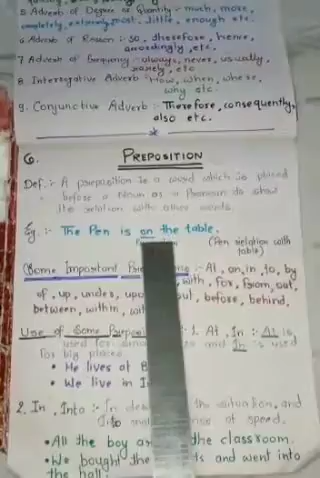 5. Adverb of Degree or Quantity :- much, more,
completely, extremely, most, little, enough etc.
6. Adverb of Reason :- so, therefore, hence,
accordingly, etc.
7 Advesb of Frequency :- always, never, usually,
rarely, etc
8. Interrogative Adverb - How, when, where,
why etc.
9. Conjunctive Adverb :- Therefore, consequently,
also etc.
6. PREPOSITION
Def. :- A preposition is a word which is placed
before a Noun or a Pronoun to show
its relation with other words.
Eg. :- The Pen is on the table.
(Pen relation with
table)
Some Important :- At, on, in, to, by
with, for, from, out,
of, up, under, out, before, behind,
between, within,
Use of Some :- 1. At, In :- At is
used for and In is used
for big places
• He lives at
• We live in
2. In, Into :- In the situation, and
Into of speed.
• All the boy the classroom.
• We bought the and went into
the hall.